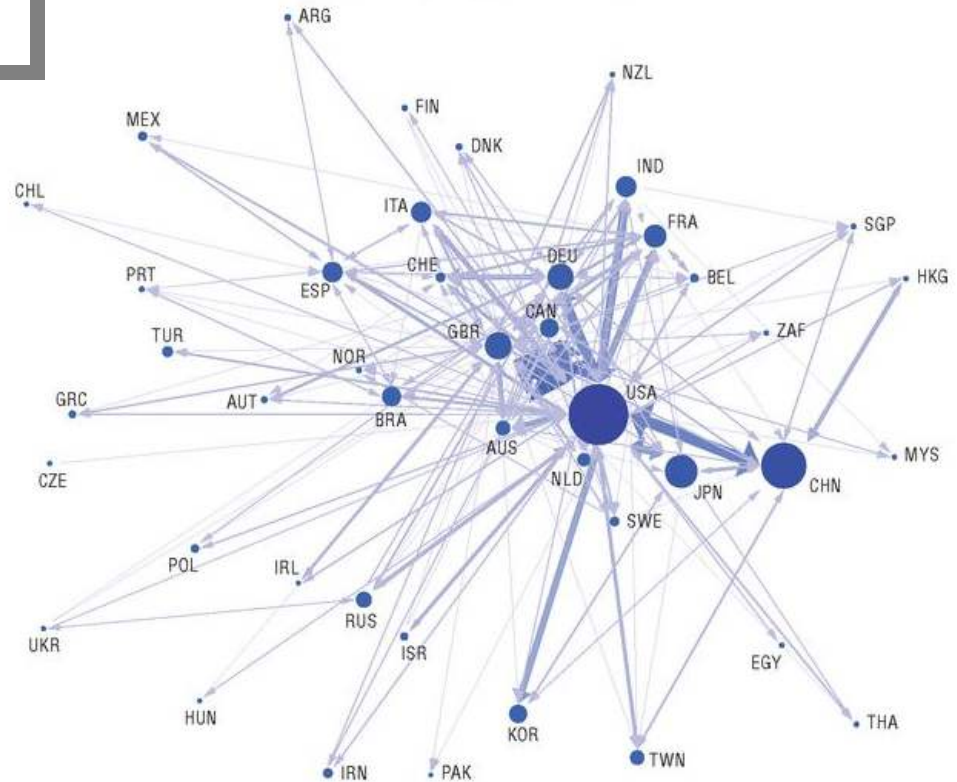 ARG
NZL
FIN
MEX
DNK
IND
CHL
ITA
FRA
SGP
DEU
CHE
PRT
ESP
BEL
HKG
CAN
GBR
TUR
NOR
ZAF
USA
GRC
AUT
BRA
AUS
MYS
CZE
NLD
JPN
CHN
SWE
POL
IRL
RUS
UKR
ISR
EGY
HUN
KOR
THA
TWN
IRN
PAK